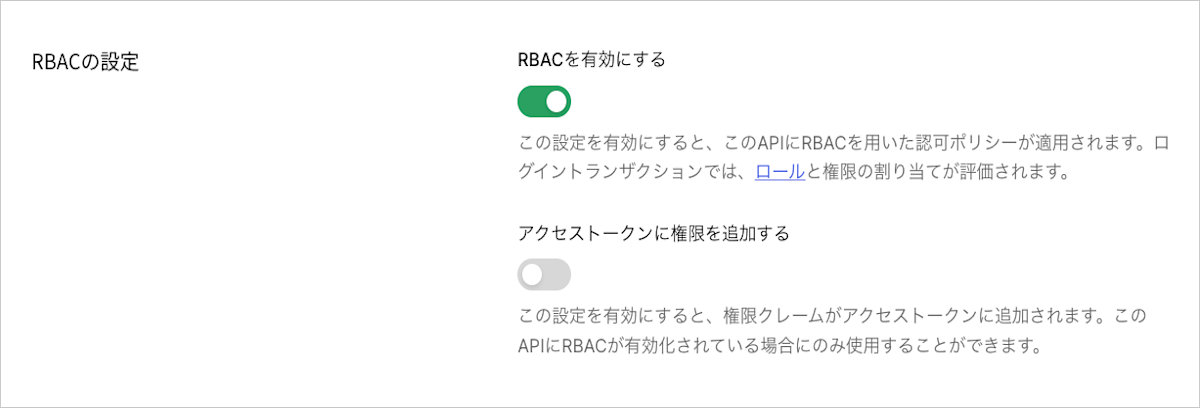 RBACの設定
RBACを有効にする
この設定を有効にすると、このAPIにRBACを用いた認可ポリシーが適用されます。ロ
グイントランザクションでは、ロールと権限の割り当てが評価されます。
アクセストークンに権限を追加する
この設定を有効にすると、権限クレームがアクセストークンに追加されます。この
APIにRBACが有効化されている場合にのみ使用することができます。